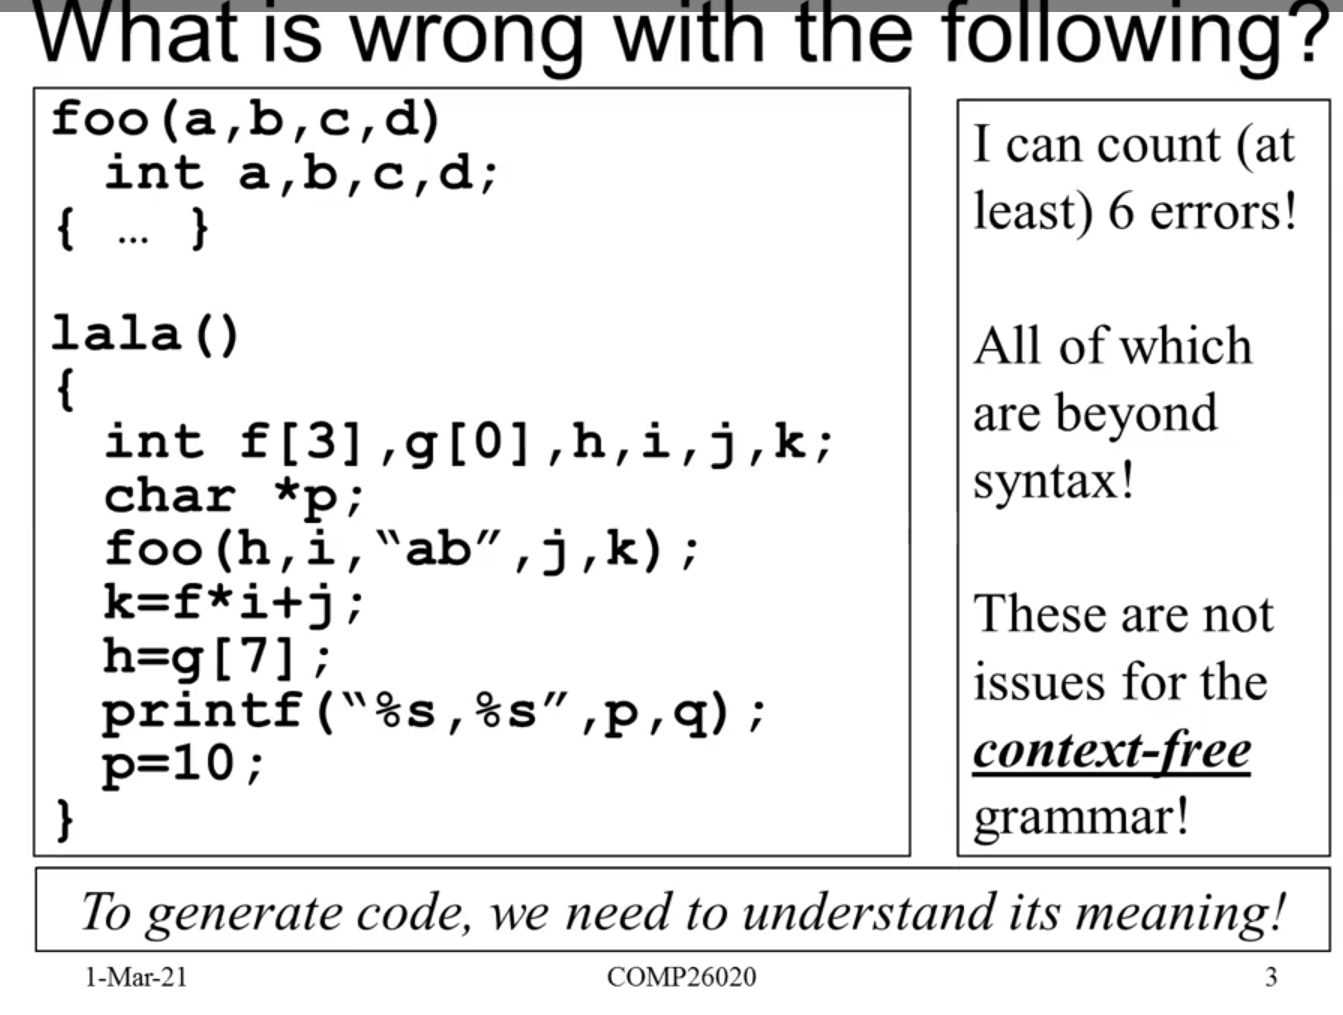 What is wrong with the following?
foo(a,b,c,d)
int a,b,c,d;
{ … }
lala()
{
int f[3],g[0],h,i,j,k;
char *p;
foo(h,i,“ab”,j,k);
k=f*i+j;
h=g[7];
printf(“%s,%s”,p,q);
p=10;
}
I can count (at
least) 6 errors!
All of which
are beyond
syntax!
These are not
issues for the
context-free
grammar!
To generate code, we need to understand its meaning!
1-Mar-21
COMP26020
3